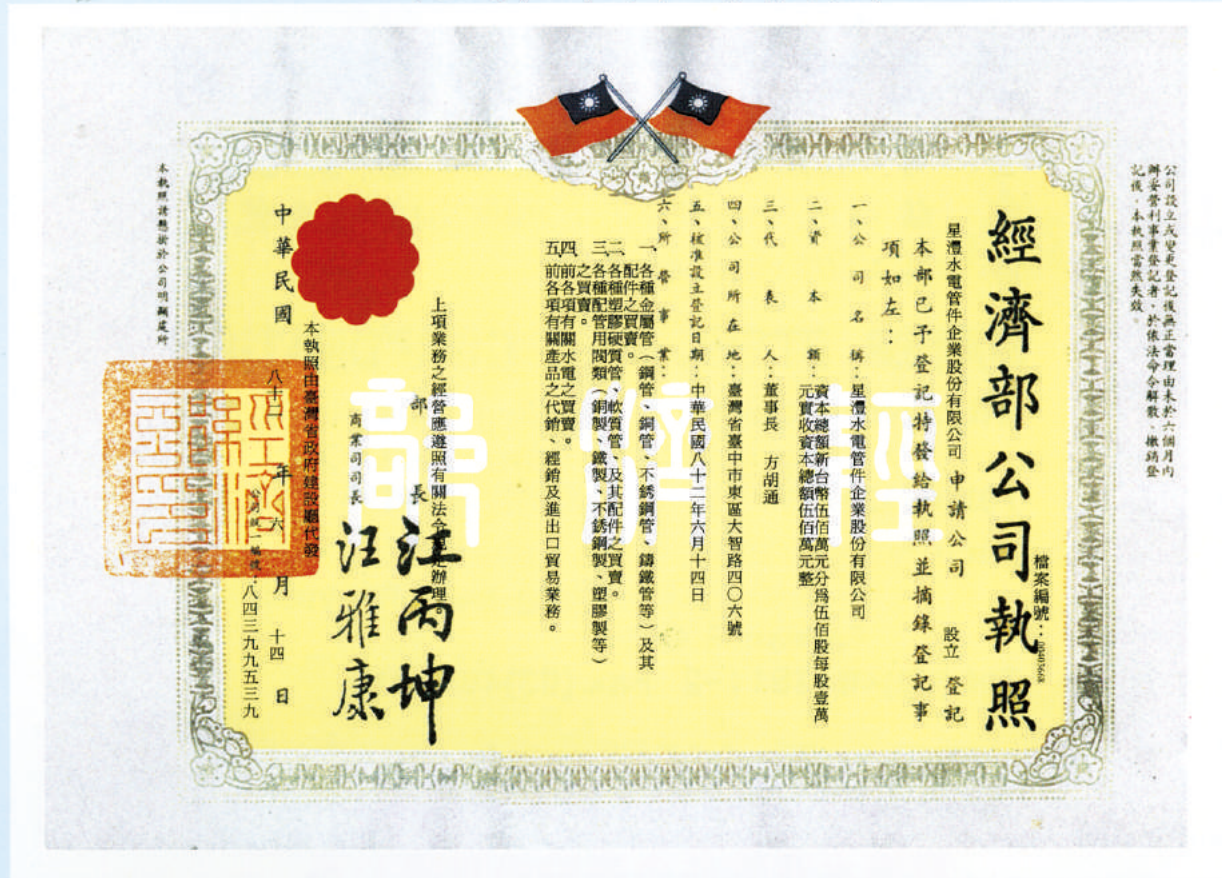 公司設立或變更登記後無正當理由未於六個月內
辦妥營利事業登記者、於依法命令解散、撤銷登
記後、本執照當然失效。
經濟部公司執照
檔案編號：
星灃水電管件企業股份有限公司 申請公司 設立 登記
本部已予登記特發給執照並摘錄登記事
項如左：
一、公司名稱：星灃水電管件企業股份有限公司
二、資本額：資本總額新台幣伍佰萬元分為伍佰股每股壹萬
元實收資本總額伍佰萬元整
三、代表人：董事長 方胡通
四、公司所在地：臺灣省臺中市東區大智路四〇六號
五、核准設立登記日期：中華民國八十二年六月十四日
六、所營事業：
一、各種金屬管（鋼管、銅管、不銹鋼管、鑄鐵管等）及其
配件之買賣。
二、各種塑膠硬質管、軟質管、及其配件之買賣。
三、各種配管用閥類（銅製、鐵製、不銹鋼製、塑膠製等）
之買賣。
四、前各項有關水電之買賣。
五、前各項有關產品之代銷、經銷及進出口貿易業務。
上項業務之經營應遵照有關法令規定辦理。
部長 江丙坤
商業司司長 汪雅康
本執照由臺灣省政府建設廳代發
中華民國 八十二年 六月 十四日
公司統一編號：八四三九九五三九
本執照請懸掛於公司明顯處所
經濟部